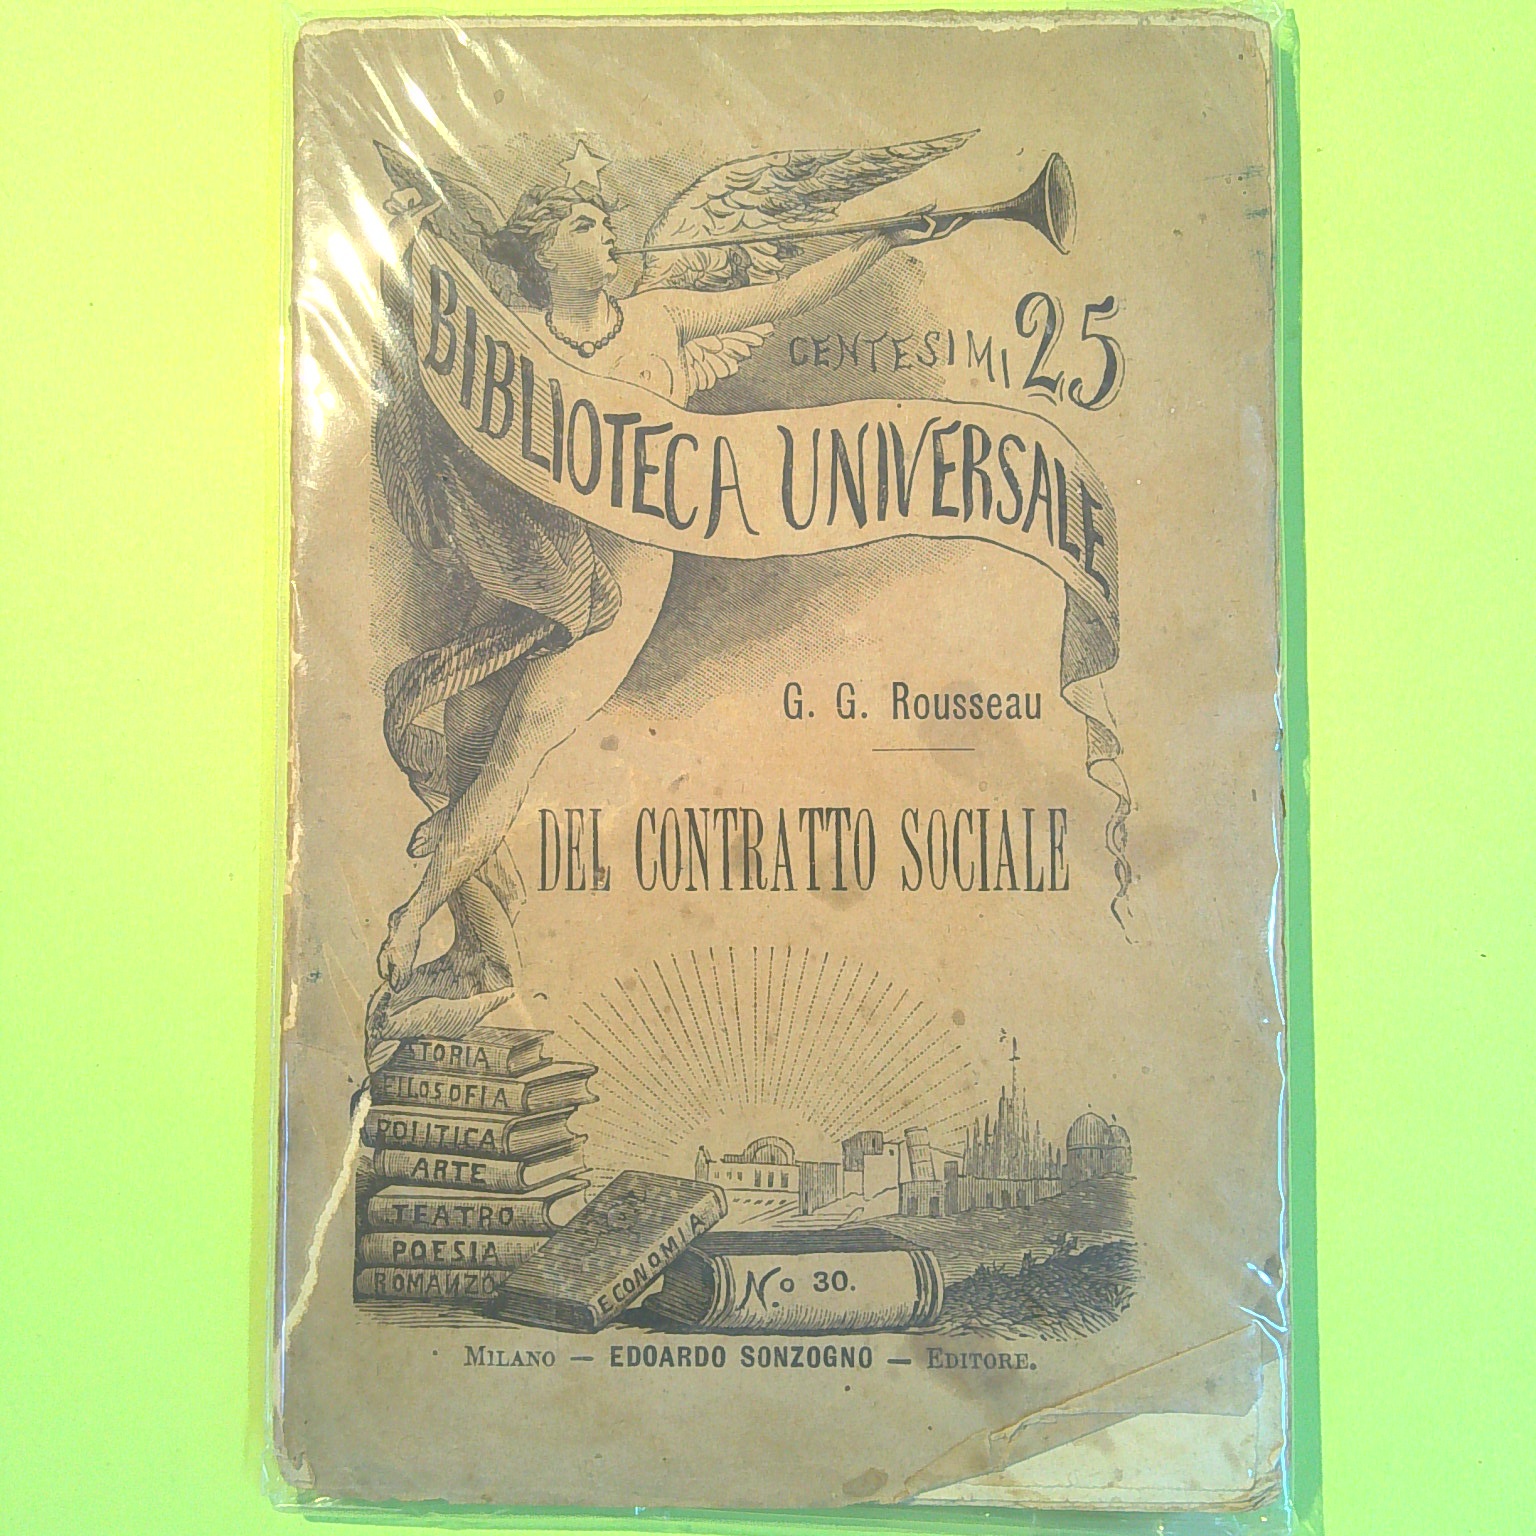 CENTESIMI 25
BIBLIOTECA UNIVERSALE
G. G. Rousseau
DEL CONTRATTO SOCIALE
STORIA
FILOSOFIA
POLITICA
ARTE
TEATRO
POESIA
ROMANZO
ECONOMIA
No 30.
MILANO — EDOARDO SONZOGNO — EDITORE.